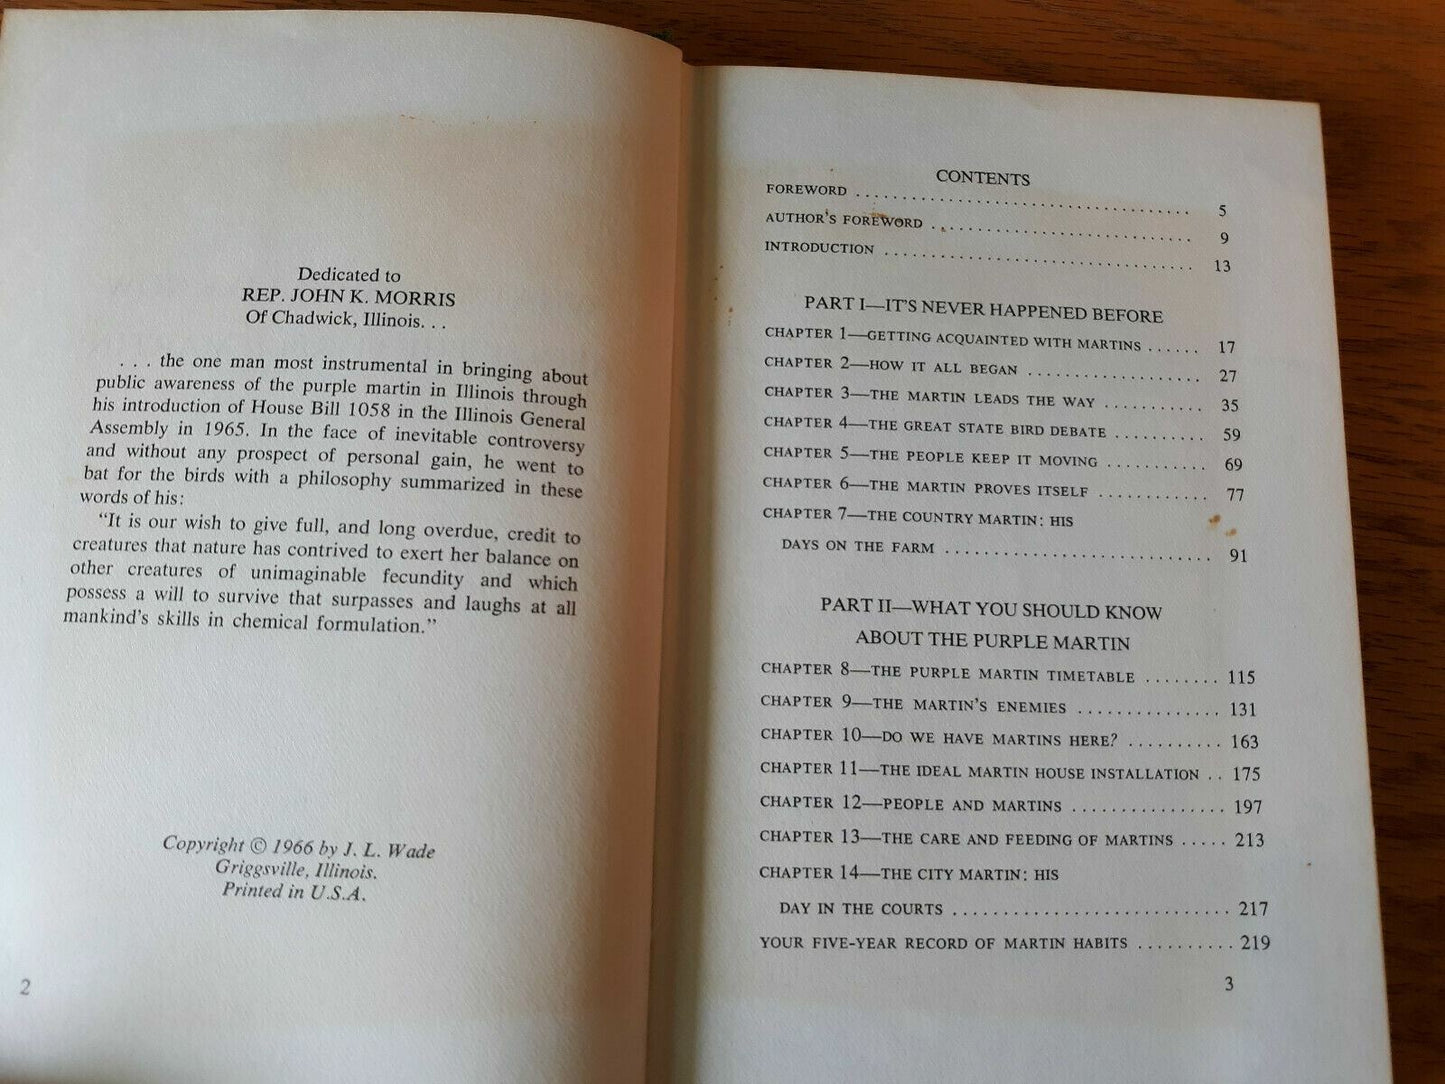 Dedicated to
REP. JOHN K. MORRIS
Of Chadwick, Illinois. . .
. . . the one man most instrumental in bringing about
public awareness of the purple martin in Illinois through
his introduction of House Bill 1058 in the Illinois General
Assembly in 1965. In the face of inevitable controversy
and without any prospect of personal gain, he went to
bat for the birds with a philosophy summarized in these
words of his:
"It is our wish to give full, and long overdue, credit to
creatures that nature has contrived to exert her balance on
other creatures of unimaginable fecundity and which
possess a will to survive that surpasses and laughs at all
mankind's skills in chemical formulation."
Copyright © 1966 by J. L. Wade
Griggsville, Illinois.
Printed in U.S.A.
2
CONTENTS
FOREWORD . . . . . . . . . . . . . . . . . . . . . . . . . . . . . . . . . . . . 5
AUTHOR'S FOREWORD . . . . . . . . . . . . . . . . . . . . . . . . . . . . 9
INTRODUCTION . . . . . . . . . . . . . . . . . . . . . . . . . . . . . . . . . 13
PART I—IT'S NEVER HAPPENED BEFORE
CHAPTER 1—GETTING ACQUAINTED WITH MARTINS . . . . . . 17
CHAPTER 2—HOW IT ALL BEGAN . . . . . . . . . . . . . . . . . . . 27
CHAPTER 3—THE MARTIN LEADS THE WAY . . . . . . . . . . . 35
CHAPTER 4—THE GREAT STATE BIRD DEBATE . . . . . . . . . . 59
CHAPTER 5—THE PEOPLE KEEP IT MOVING . . . . . . . . . . . 69
CHAPTER 6—THE MARTIN PROVES ITSELF . . . . . . . . . . . . 77
CHAPTER 7—THE COUNTRY MARTIN: HIS
DAYS ON THE FARM . . . . . . . . . . . . . . . . . . . . . . . . . . . . . 91
PART II—WHAT YOU SHOULD KNOW
ABOUT THE PURPLE MARTIN
CHAPTER 8—THE PURPLE MARTIN TIMETABLE . . . . . . . . 115
CHAPTER 9—THE MARTIN'S ENEMIES . . . . . . . . . . . . . . . 131
CHAPTER 10—DO WE HAVE MARTINS HERE? . . . . . . . . . . 163
CHAPTER 11—THE IDEAL MARTIN HOUSE INSTALLATION . . 175
CHAPTER 12—PEOPLE AND MARTINS . . . . . . . . . . . . . . . . 197
CHAPTER 13—THE CARE AND FEEDING OF MARTINS . . . . . 213
CHAPTER 14—THE CITY MARTIN: HIS
DAY IN THE COURTS . . . . . . . . . . . . . . . . . . . . . . . . . . . . . 217
YOUR FIVE-YEAR RECORD OF MARTIN HABITS . . . . . . . . . . 219
3